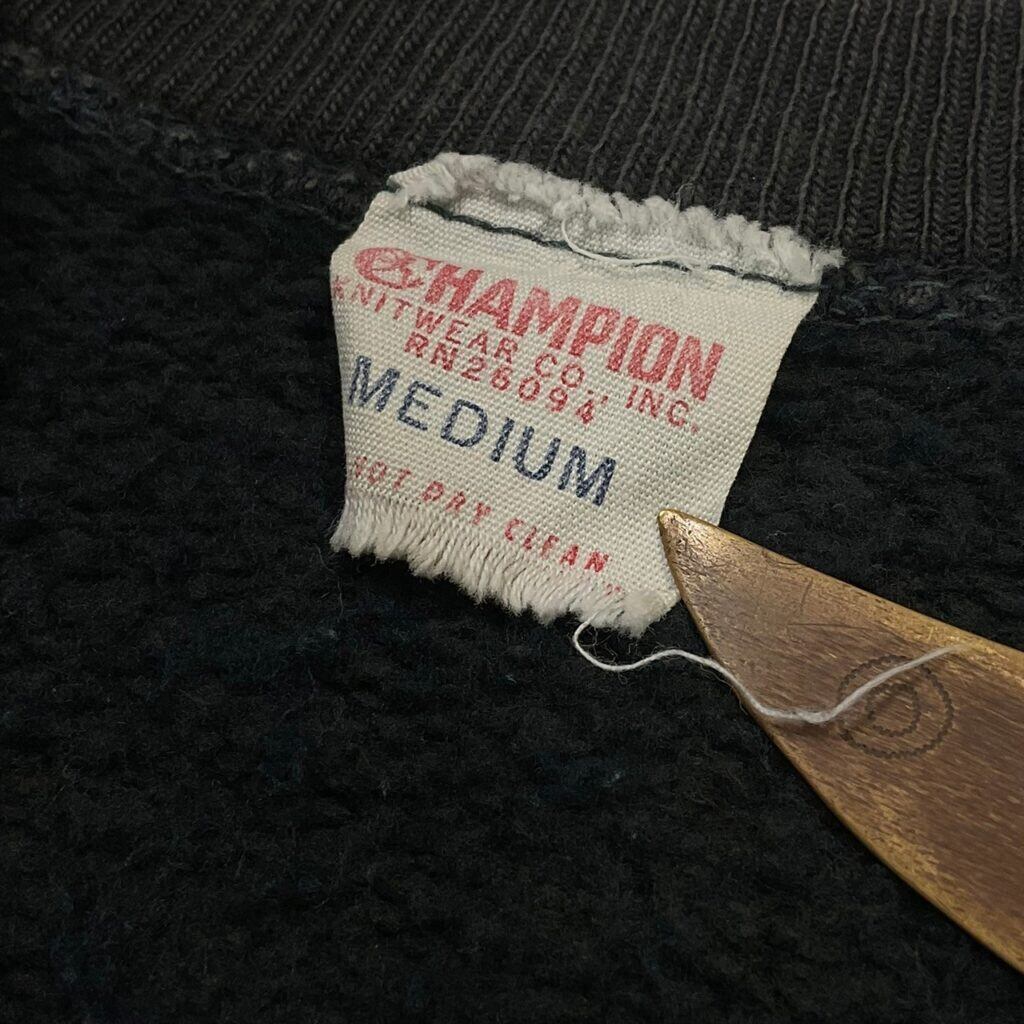 CHAMPION
KNITWEAR CO., INC.
RN26094
MEDIUM
NOT DRY CLEAN